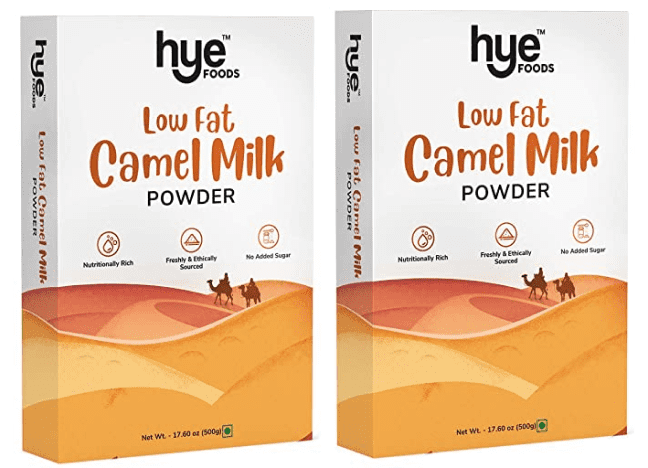 hye™
FOODS
Low Fat
Camel Milk
POWDER
Nutritionally Rich
Freshly & Ethically
Sourced
No Added Sugar
Net Wt. - 17.60 oz (500g)
hye™
FOODS
Low Fat Camel Milk
POWDER
hye™
FOODS
Low Fat
Camel Milk
POWDER
Nutritionally Rich
Freshly & Ethically
Sourced
No Added Sugar
Net Wt. - 17.60 oz (500g)
hye™
FOODS
Low Fat Camel Milk
POWDER